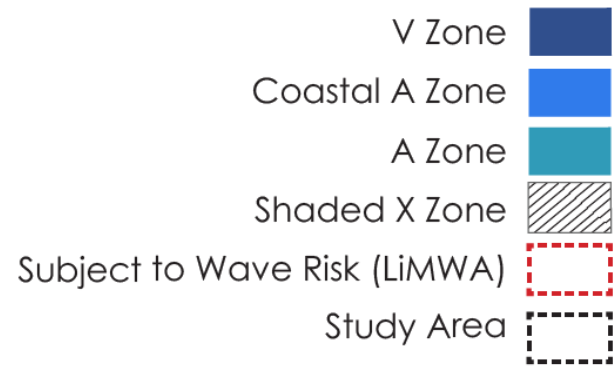 V Zone
Coastal A Zone
A Zone
Shaded X Zone
Subject to Wave Risk (LiMWA)
Study Area